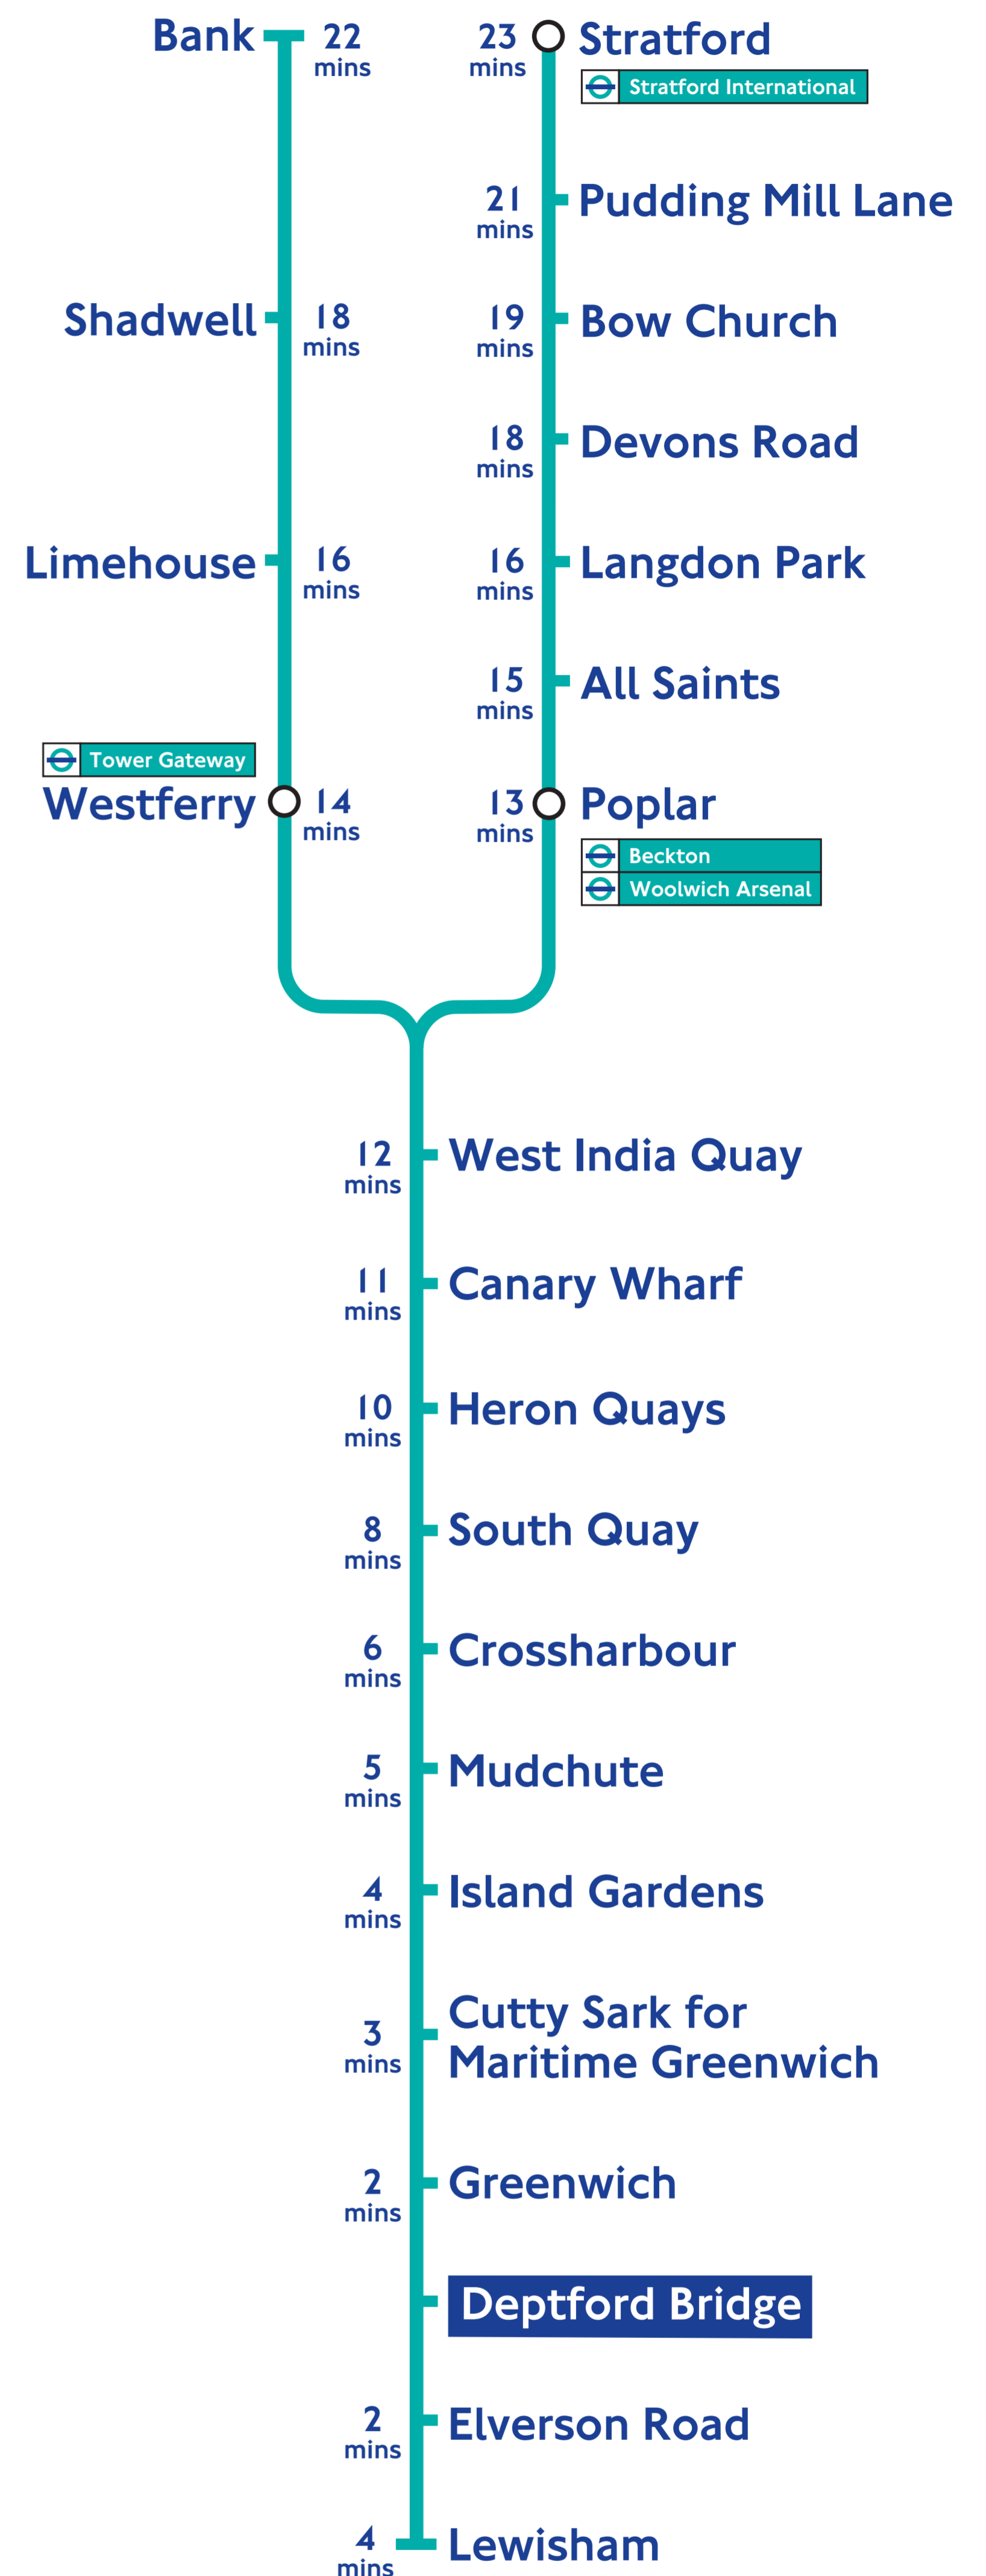 Bank
22
mins
23
mins
Stratford
Stratford International
21
mins
Pudding Mill Lane
Shadwell
18
mins
19
mins
Bow Church
18
mins
Devons Road
Limehouse
16
mins
16
mins
Langdon Park
15
mins
All Saints
Tower Gateway
Westferry
14
mins
13
mins
Poplar
Beckton
Woolwich Arsenal
12
mins
West India Quay
11
mins
Canary Wharf
10
mins
Heron Quays
8
mins
South Quay
6
mins
Crossharbour
5
mins
Mudchute
4
mins
Island Gardens
3
mins
Cutty Sark for
Maritime Greenwich
2
mins
Greenwich
Deptford Bridge
2
mins
Elverson Road
4
mins
Lewisham